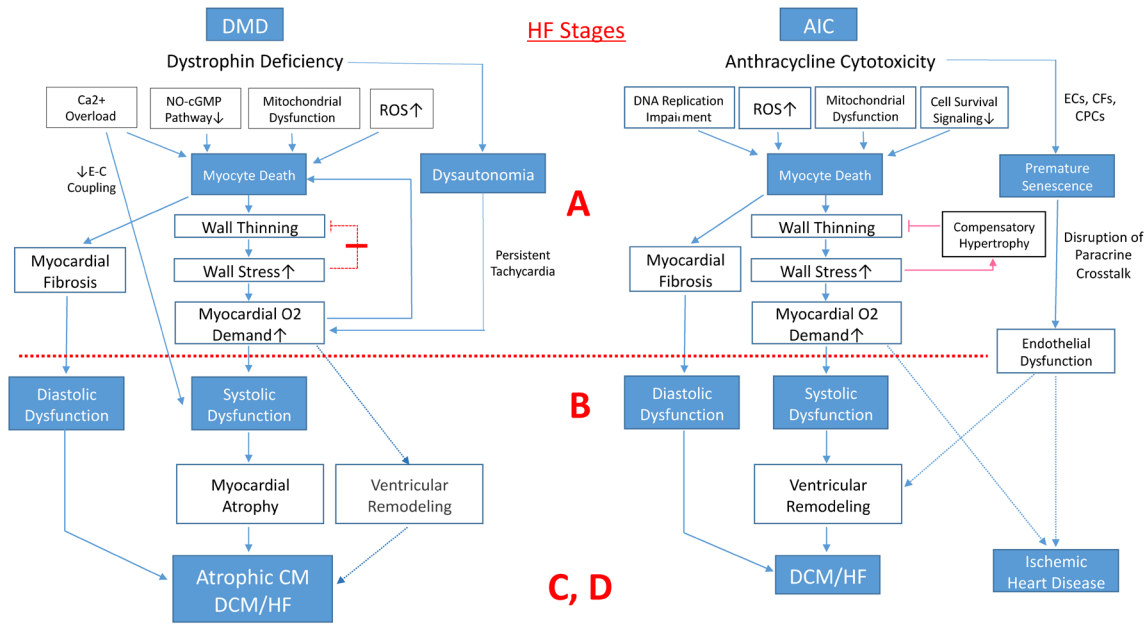 DMD
HF Stages
AIC
Dystrophin Deficiency
Anthracycline Cytotoxicity
Ca2+
Overload
NO-cGMP
Pathway↓
Mitochondrial
Dysfunction
ROS↑
↓E-C
Coupling
Myocyte Death
Dysautonomia
Wall Thinning
Wall Stress↑
Myocardial
Fibrosis
Persistent
Tachycardia
Myocardial O2
Demand↑
A
DNA Replication
Impairment
ROS↑
Mitochondrial
Dysfunction
Cell Survival
Signaling↓
ECs, CFs,
CPCs
Myocyte Death
Premature
Senescence
Wall Thinning
Compensatory
Hypertrophy
Disruption of
Paracrine
Crosstalk
Myocardial
Fibrosis
Wall Stress↑
Myocardial O2
Demand↑
Endothelial
Dysfunction
Diastolic
Dysfunction
Systolic
Dysfunction
B
Diastolic
Dysfunction
Systolic
Dysfunction
Myocardial
Atrophy
Ventricular
Remodeling
Ventricular
Remodeling
Atrophic CM
DCM/HF
C, D
DCM/HF
Ischemic
Heart Disease